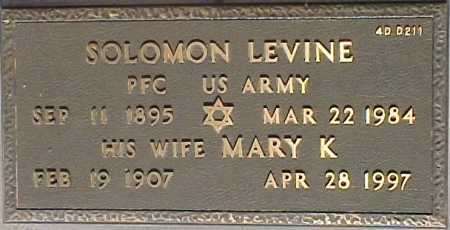 4D D211
SOLOMON LEVINE
PFC US ARMY
SEP 11 1895 MAR 22 1984
HIS WIFE MARY K
FEB 19 1907 APR 28 1997